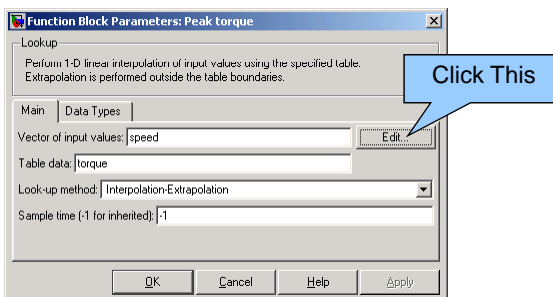 Function Block Parameters: Peak torque
Lookup
Perform 1-D linear interpolation of input values using the specified table.
Extrapolation is performed outside the table boundaries.
Click This
Main Data Types
Vector of input values: speed Edit...
Table data: torque
Look-up method: Interpolation-Extrapolation
Sample time (-1 for inherited): -1
OK Cancel Help Apply